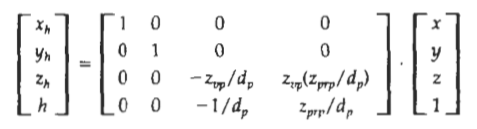 [ x_h ] [ 1 0 0 0 ] [ x ]
[ y_h ] = [ 0 1 0 0 ] · [ y ]
[ z_h ] [ 0 0 -z_vp/d_p z_vp(z_prp/d_p) ] [ z ]
[ h ] [ 0 0 -1/d_p z_prp/d_p ] [ 1 ]